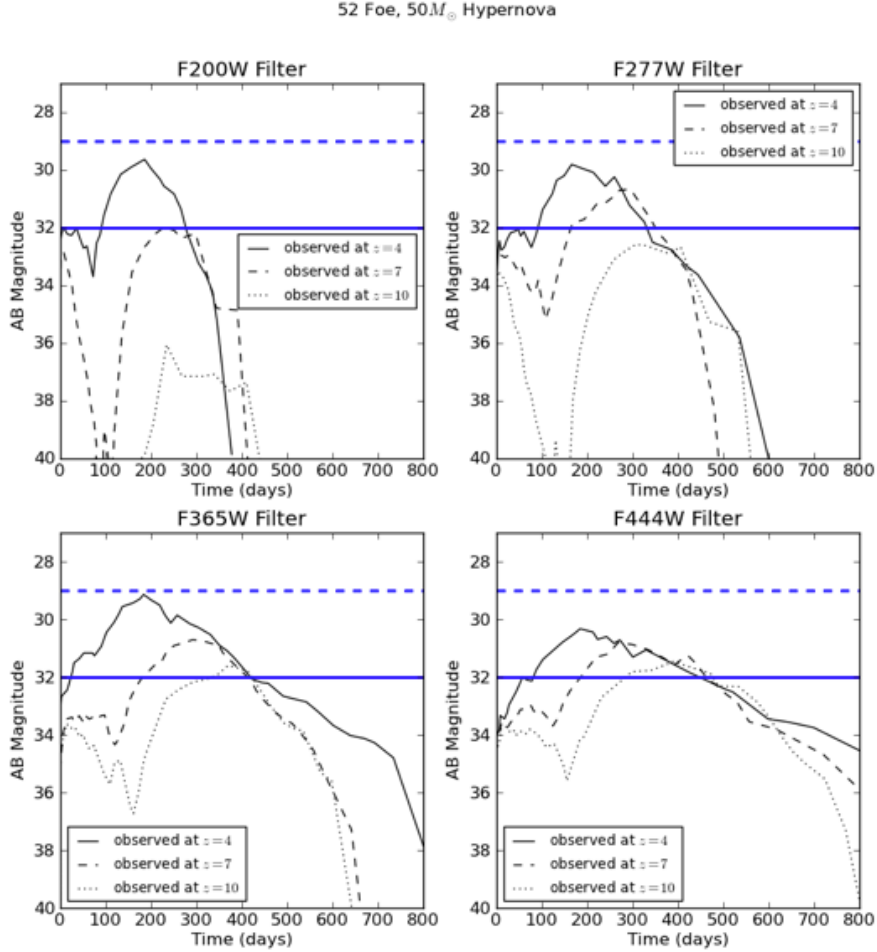 52 Foe, 50M☉ Hypernova
F200W Filter
28
30
32
34
36
38
40
AB Magnitude
observed at z=4
observed at z=7
observed at z=10
0 100 200 300 400 500 600 700 800
Time (days)
F277W Filter
28
30
32
34
36
38
40
AB Magnitude
observed at z=4
observed at z=7
observed at z=10
0 100 200 300 400 500 600 700 800
Time (days)
F365W Filter
28
30
32
34
36
38
40
AB Magnitude
observed at z=4
observed at z=7
observed at z=10
0 100 200 300 400 500 600 700 800
Time (days)
F444W Filter
28
30
32
34
36
38
40
AB Magnitude
observed at z=4
observed at z=7
observed at z=10
0 100 200 300 400 500 600 700 800
Time (days)